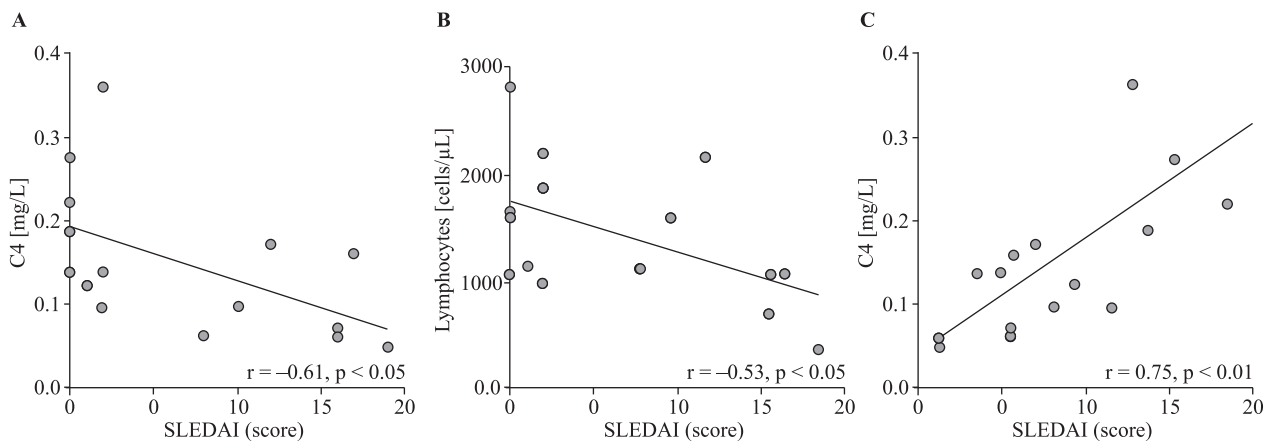 A
C4 [mg/L]
0.4
0.3
0.2
0.1
0.0
r = –0.61, p < 0.05
0 0 10 15 20
SLEDAI (score)
B
Lymphocytes [cells/µL]
3000
2000
1000
0.0
r = –0.53, p < 0.05
0 0 10 15 20
SLEDAI (score)
C
C4 [mg/L]
0.4
0.3
0.2
0.1
0.0
r = 0.75, p < 0.01
0 0 10 15 20
SLEDAI (score)